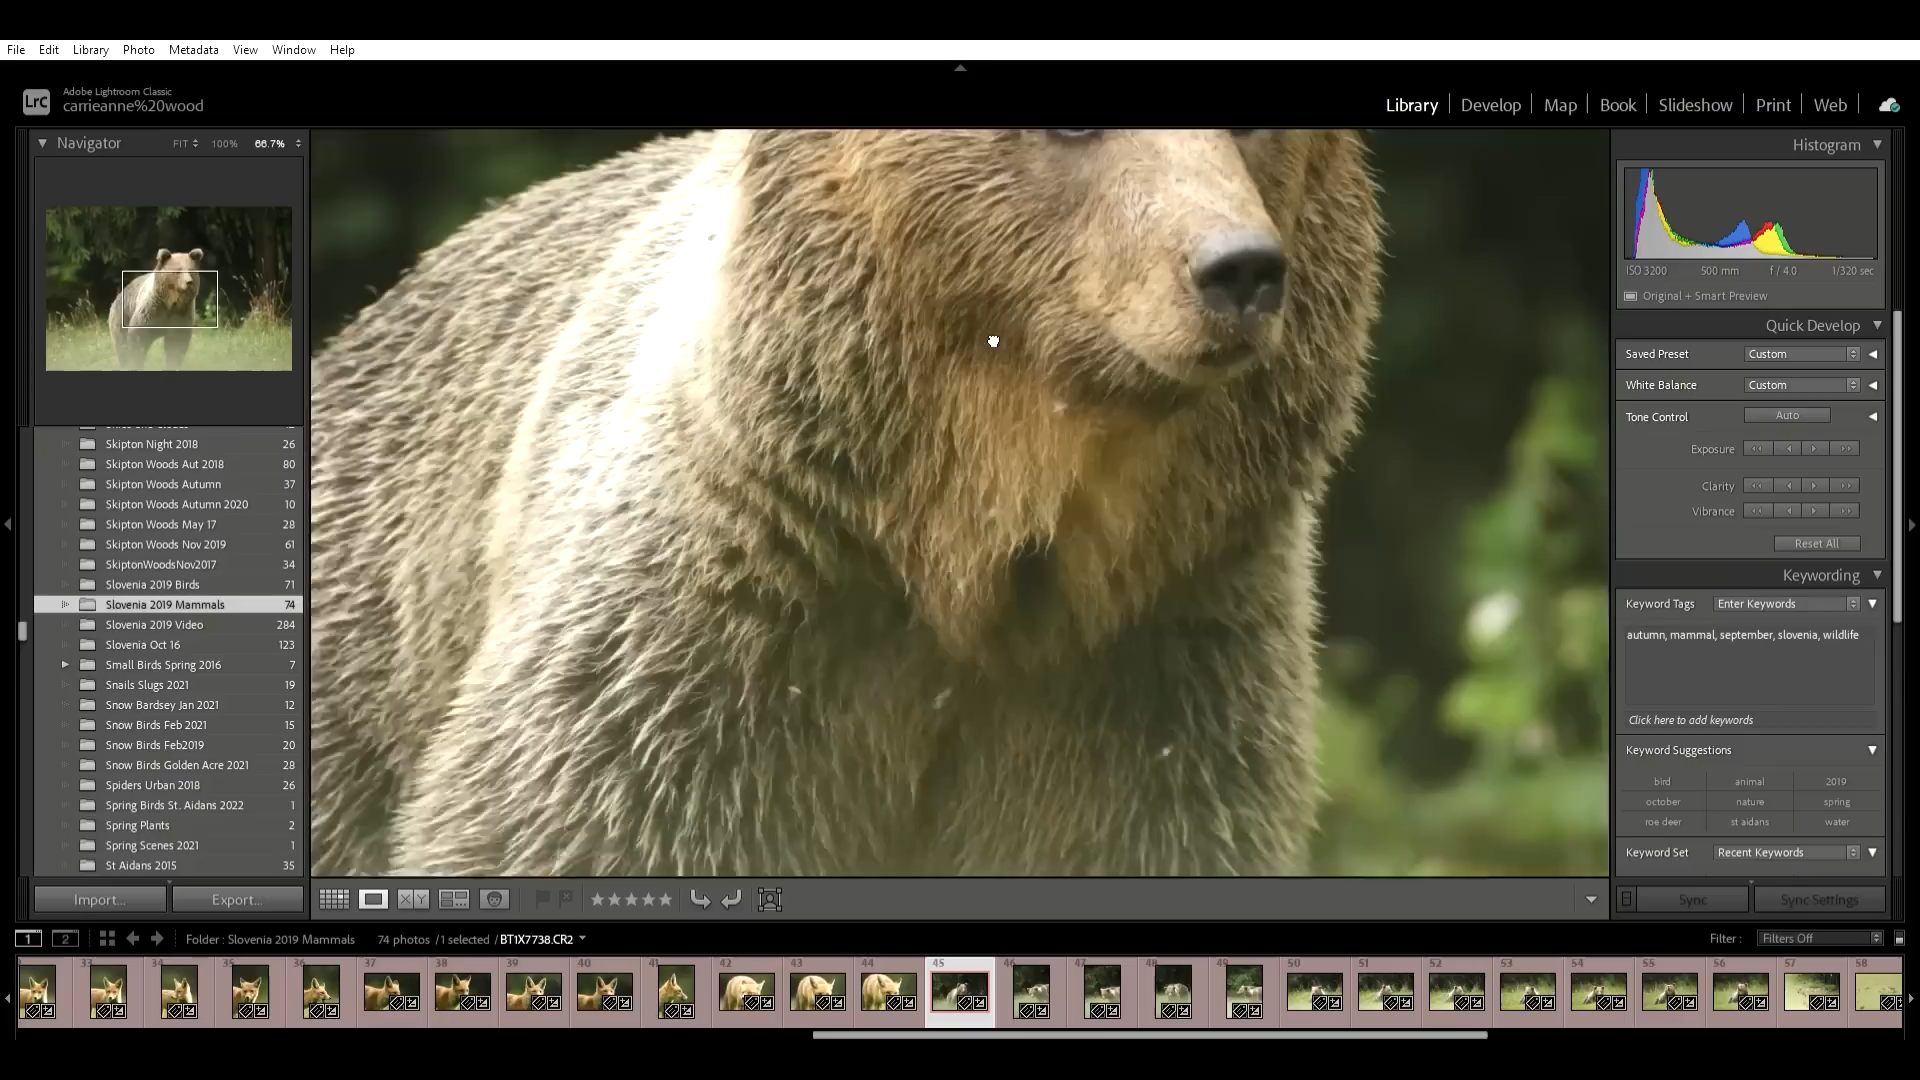 File Edit Library Photo Metadata View Window Help
LrC
Adobe Lightroom Classic
carrieanne%20wood
Library Develop Map Book Slideshow Print Web
Navigator FIT 100% 66.7%
Skipton Night 2018 26
Skipton Woods Aut 2018 80
Skipton Woods Autumn 37
Skipton Woods Autumn 2020 10
Skipton Woods May 17 28
Skipton Woods Nov 2019 61
SkiptonWoodsNov2017 34
Slovenia 2019 Birds 71
Slovenia 2019 Mammals 74
Slovenia 2019 Video 284
Slovenia Oct 16 123
Small Birds Spring 2016 7
Snails Slugs 2021 19
Snow Bardsey Jan 2021 12
Snow Birds Feb 2021 15
Snow Birds Feb2019 20
Snow Birds Golden Acre 2021 28
Spiders Urban 2018 26
Spring Birds St. Aidans 2022 1
Spring Plants 2
Spring Scenes 2021 1
St Aidans 2015 35
Import... Export...
Histogram
ISO 3200 500 mm f / 4.0 1/320 sec
Original + Smart Preview
Quick Develop
Saved Preset Custom
White Balance Custom
Tone Control Auto
Exposure
Clarity
Vibrance
Reset All
Keywording
Keyword Tags Enter Keywords
autumn, mammal, september, slovenia, wildlife
Click here to add keywords
Keyword Suggestions
bird animal 2019
october nature spring
roe deer st aidans water
Keyword Set Recent Keywords
Sync Sync Settings
X Y
1 2 Folder : Slovenia 2019 Mammals 74 photos / 1 selected / BT1X7738.CR2 Filter : Filters Off
33 34 35 36 37 38 39 40 41 42 43 44 45 46 47 48 49 50 51 52 53 54 55 56 57 58